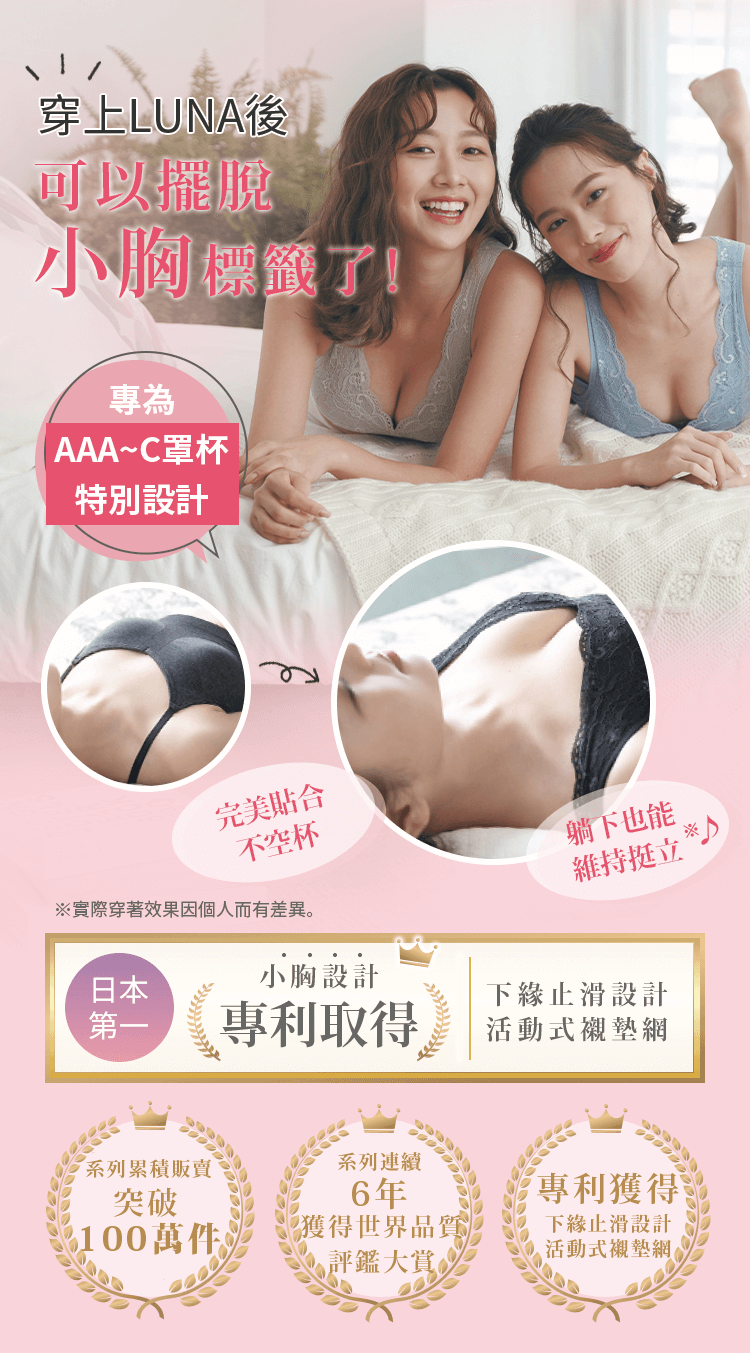 穿上LUNA後
可以擺脫
小胸標籤了!
專為
AAA~C罩杯
特別設計
完美貼合
不空杯
躺下也能
維持挺立※♪
※實際穿著效果因個人而有差異。
日本
第一
小胸設計
專利取得
下緣止滑設計
活動式襯墊網
系列累積販賣
突破
100萬件
系列連續
6年
獲得世界品質
評鑑大賞
專利獲得
下緣止滑設計
活動式襯墊網